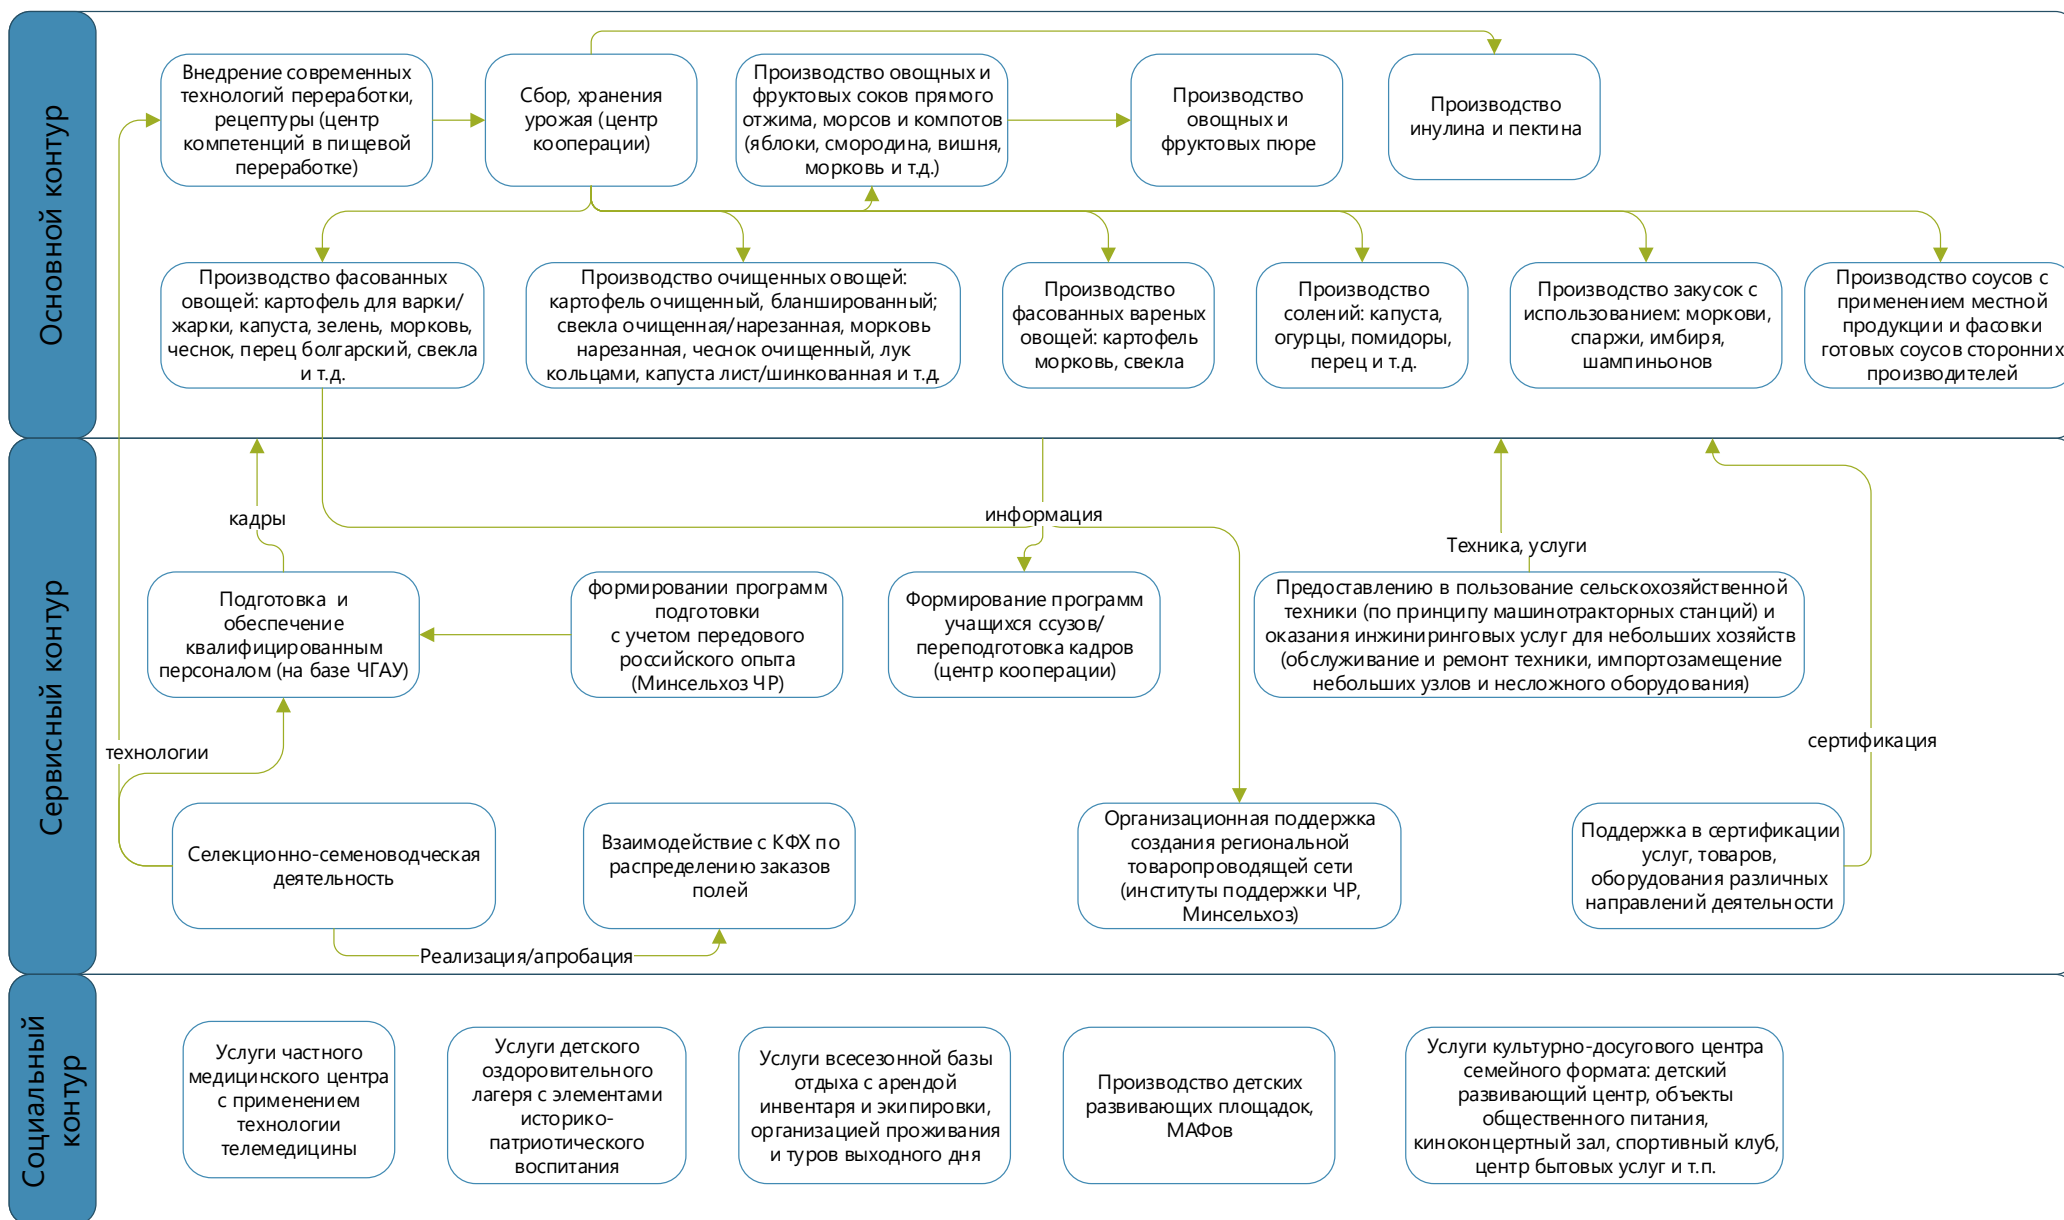 Основной контур
Внедрение современных
технологий переработки,
рецептуры (центр
компетенций в пищевой
переработке)
Сбор, хранения
урожая (центр
кооперации)
Производство овощных и
фруктовых соков прямого
отжима, морсов и компотов
(яблоки, смородина, вишня,
морковь и т.д.)
Производство
овощных и
фруктовых пюре
Производство
инулина и пектина
Производство фасованных
овощей: картофель для варки/
жарки, капуста, зелень, морковь,
чеснок, перец болгарский, свекла
и т.д.
Производство очищенных овощей:
картофель очищенный, бланшированный;
свекла очищенная/нарезанная, морковь
нарезанная, чеснок очищенный, лук
кольцами, капуста лист/шинкованная и т.д.
Производство
фасованных вареных
овощей: картофель
морковь, свекла
Производство
солений: капуста,
огурцы, помидоры,
перец и т.д.
Производство закусок с
использованием: моркови,
спаржи, имбиря,
шампиньонов
Производство соусов с
применением местной
продукции и фасовки
готовых соусов сторонних
производителей
Сервисный контур
кадры
информация
Техника, услуги
Подготовка и
обеспечение
квалифицированным
персоналом (на базе ЧГАУ)
формировании программ
подготовки
с учетом передового
российского опыта
(Минсельхоз ЧР)
Формирование программ
учащихся ссузов/
переподготовка кадров
(центр кооперации)
Предоставлению в пользование сельскохозяйственной
техники (по принципу машинотракторных станций) и
оказания инжиниринговых услуг для небольших хозяйств
(обслуживание и ремонт техники, импортозамещение
небольших узлов и несложного оборудования)
технологии
сертификация
Селекционно-семеноводческая
деятельность
Взаимодействие с КФХ по
распределению заказов
полей
Организационная поддержка
создания региональной
товаропроводящей сети
(институты поддержки ЧР,
Минсельхоз)
Поддержка в сертификации
услуг, товаров,
оборудования различных
направлений деятельности
Реализация/апробация
Социальный
контур
Услуги частного
медицинского центра
с применением
технологии
телемедицины
Услуги детского
оздоровительного
лагеря с элементами
историко-
патриотического
воспитания
Услуги всесезонной базы
отдыха с арендой
инвентаря и экипировки,
организацией проживания
и туров выходного дня
Производство детских
развивающих площадок,
МАФов
Услуги культурно-досугового центра
семейного формата: детский
развивающий центр, объекты
общественного питания,
киноконцертный зал, спортивный клуб,
центр бытовых услуг и т.п.